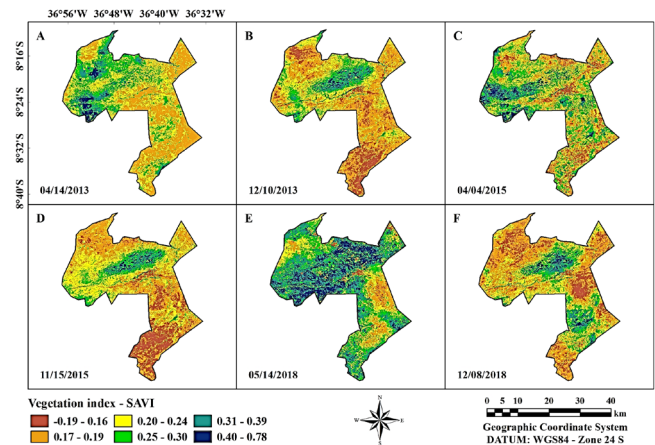 36°56'W 36°48'W 36°40'W 36°32'W
8°16'S
8°24'S
8°32'S
8°40'S
A
04/14/2013
B
12/10/2013
C
04/04/2015
D
11/15/2015
E
05/14/2018
F
12/08/2018
Vegetation index - SAVI
-0.19 - 0.16
0.17 - 0.19
0.20 - 0.24
0.25 - 0.30
0.31 - 0.39
0.40 - 0.78
N
W E
S
0 5 10 20 30 40
km
Geographic Coordinate System
DATUM: WGS84 - Zone 24 S